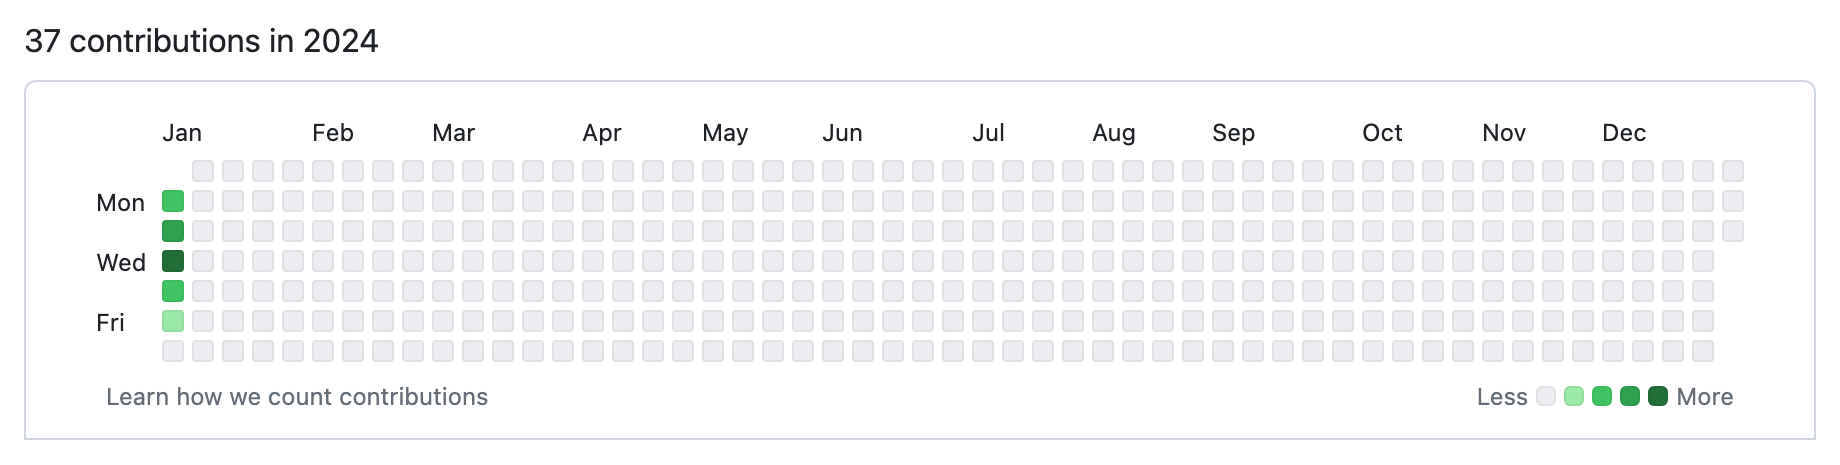 37 contributions in 2024
Jan Feb Mar Apr May Jun Jul Aug Sep Oct Nov Dec
Mon
Wed
Fri
Learn how we count contributions
Less More